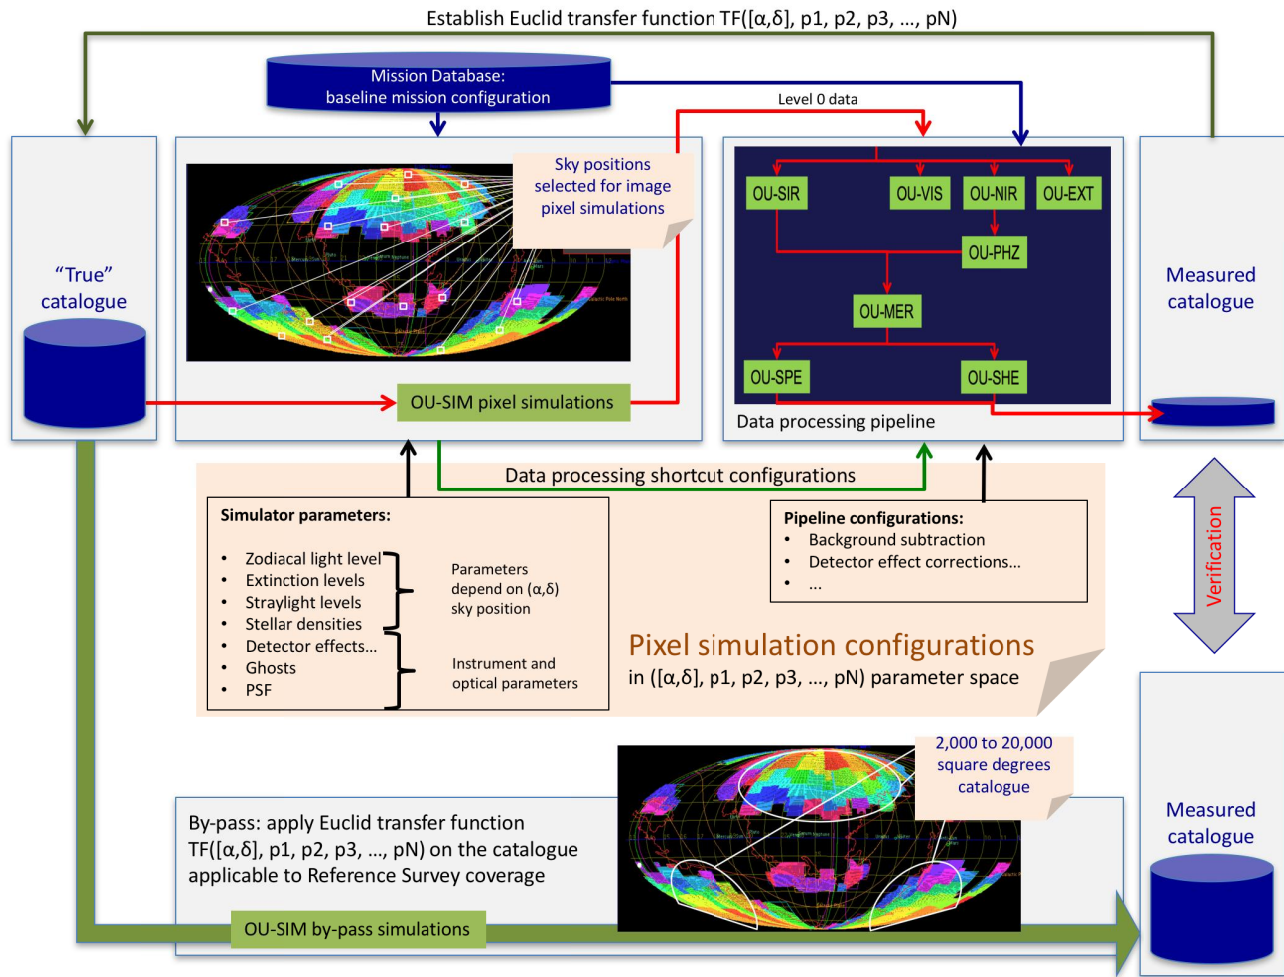 Establish Euclid transfer function TF([α,δ], p1, p2, p3, ..., pN)
Mission Database:
baseline mission configuration
Level 0 data
"True"
catalogue
Sky positions
selected for image
pixel simulations
OU-SIM pixel simulations
OU-SIR
OU-VIS
OU-NIR
OU-EXT
OU-PHZ
OU-MER
OU-SPE
OU-SHE
Data processing pipeline
Measured
catalogue
Data processing shortcut configurations
Simulator parameters:
• Zodiacal light level
• Extinction levels
• Straylight levels
• Stellar densities
• Detector effects...
• Ghosts
• PSF
Parameters
depend on (α,δ)
sky position
Instrument and
optical parameters
Pipeline configurations:
• Background subtraction
• Detector effect corrections...
• ...
Pixel simulation configurations
in ([α,δ], p1, p2, p3, ..., pN) parameter space
Verification
2,000 to 20,000
square degrees
catalogue
By-pass: apply Euclid transfer function
TF([α,δ], p1, p2, p3, ..., pN) on the catalogue
applicable to Reference Survey coverage
OU-SIM by-pass simulations
Measured
catalogue